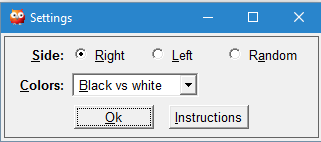 Settings
Side: Right Left Random
Colors: Black vs white
Ok Instructions